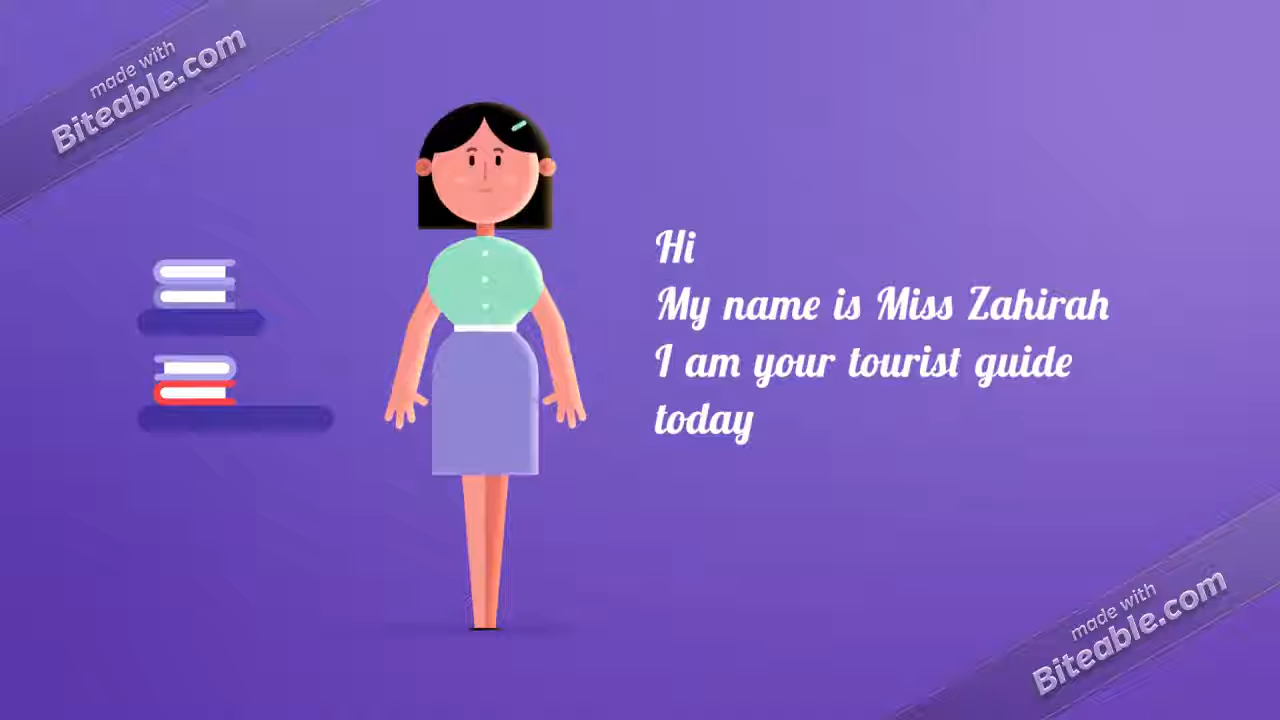 made with
Biteable.com
Hi
My name is Miss Zahirah
I am your tourist guide
today
made with
Biteable.com